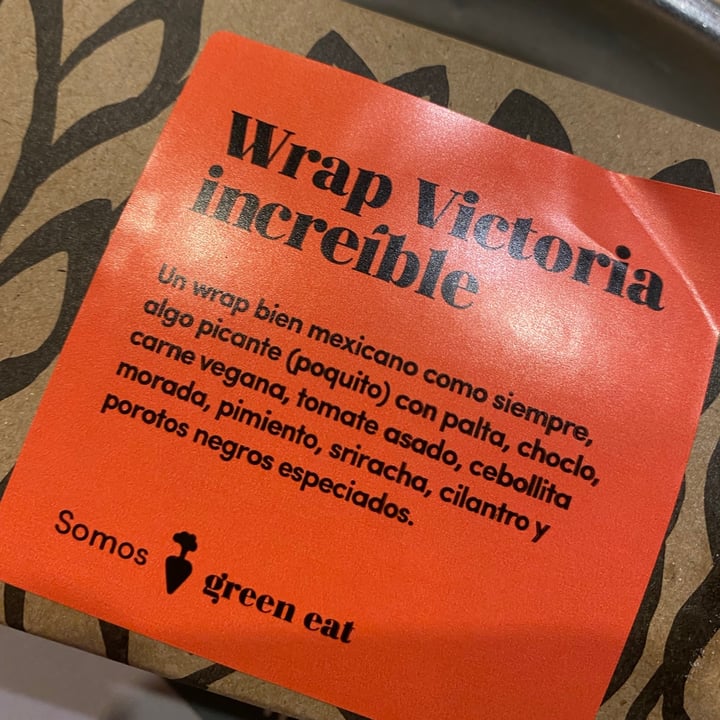 Wrap Victoria
increíble
Un wrap bien mexicano como siempre,
algo picante (poquito) con palta, choclo,
carne vegana, tomate asado, cebollita
morada, pimiento, sriracha, cilantro y
porotos negros especiados.
Somos green eat